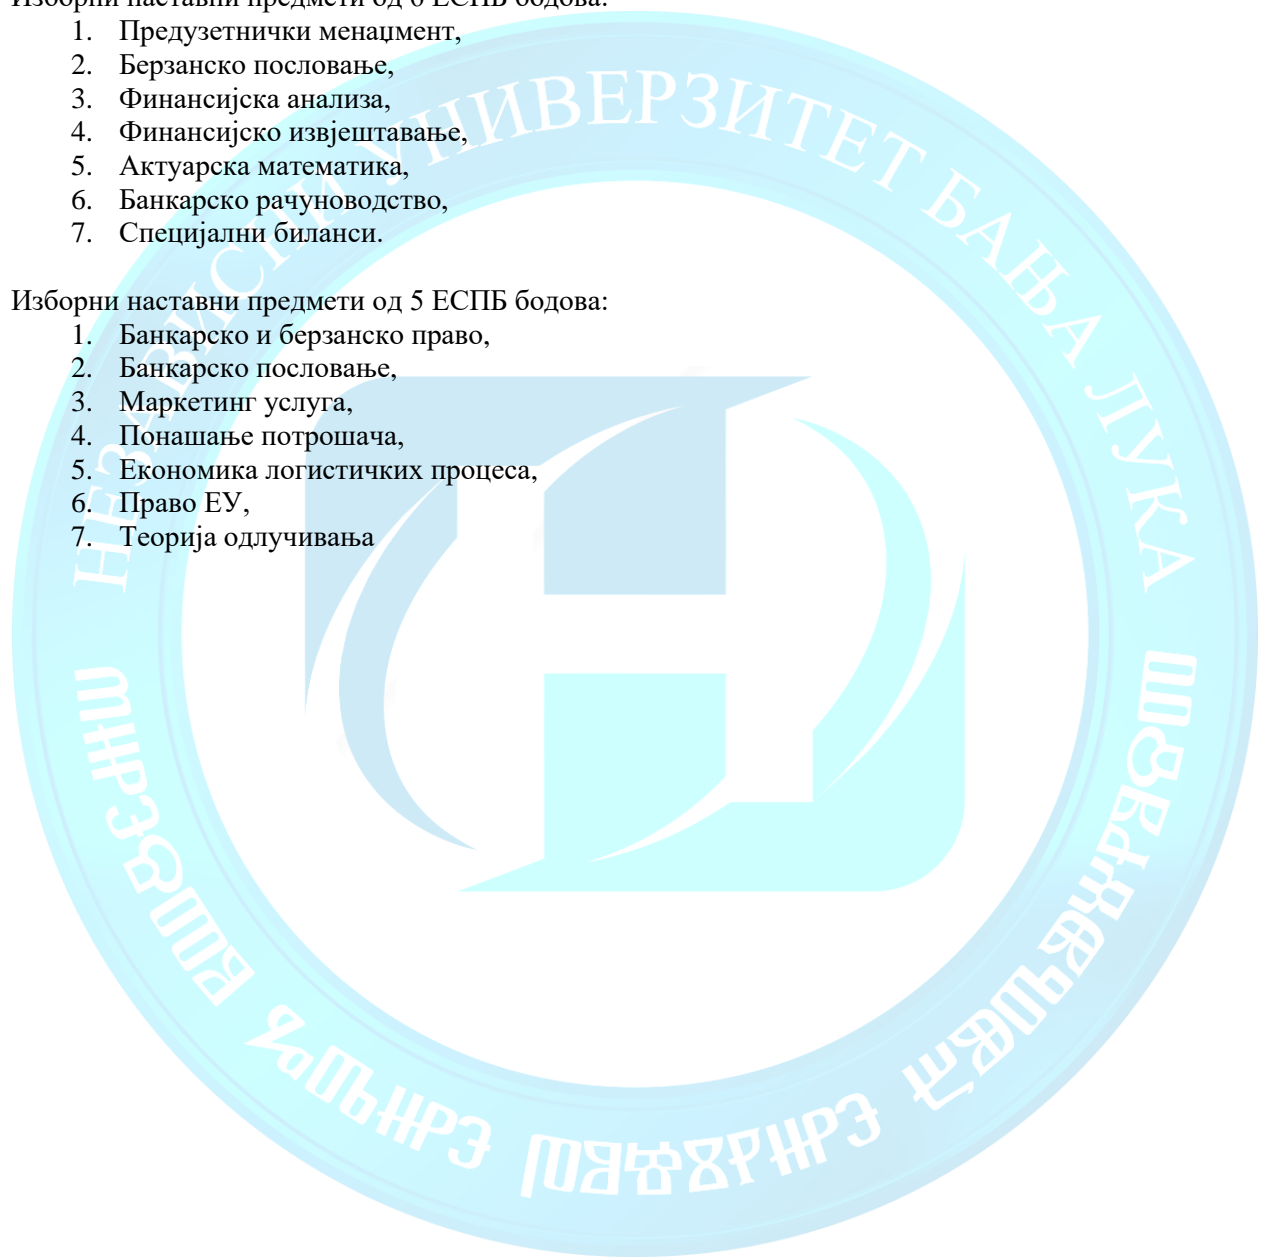 Изборни наставни предмети од 6 ЕСПБ бодова:
1. Предузетнички менаџмент,
2. Берзанско пословање,
3. Финансијска анализа,
4. Финансијско извјештавање,
5. Актуарска математика,
6. Банкарско рачуноводство,
7. Специјални биланси.
Изборни наставни предмети од 5 ЕСПБ бодова:
1. Банкарско и берзанско право,
2. Банкарско пословање,
3. Маркетинг услуга,
4. Понашање потрошача,
5. Економика логистичких процеса,
6. Право ЕУ,
7. Теорија одлучивања
НЕЗАВИСНИ УНИВЕРЗИТЕТ БАЊА ЛУКА